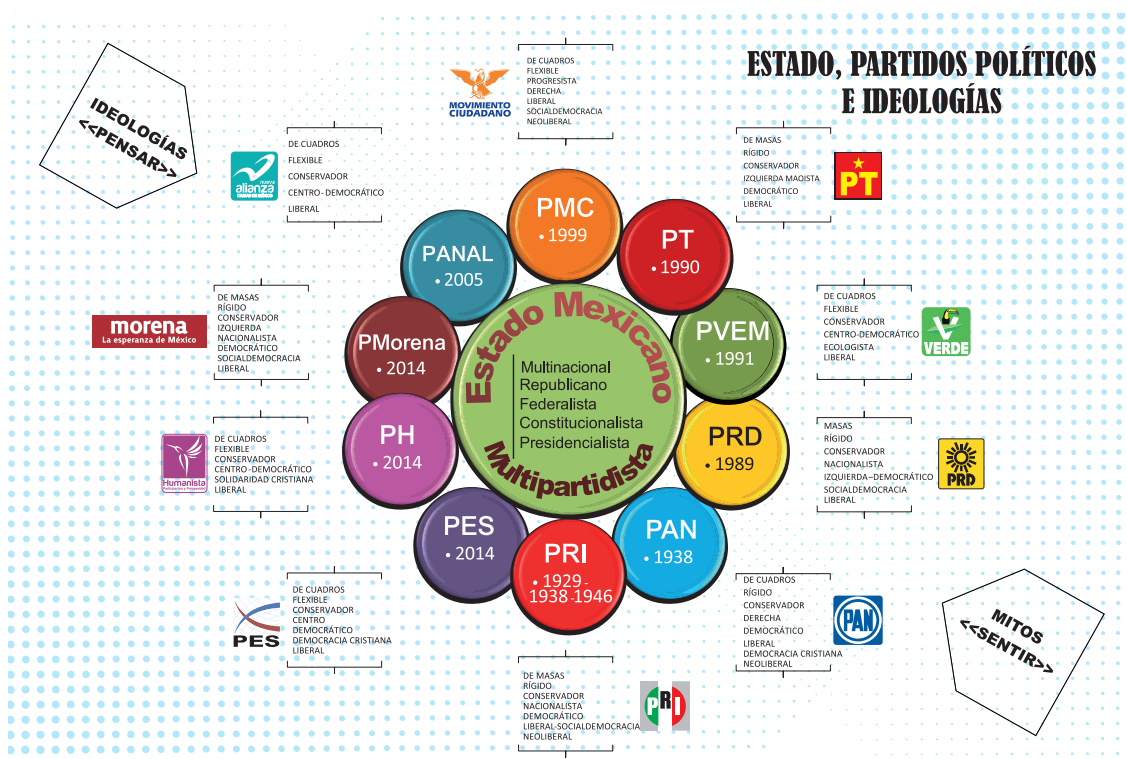 ESTADO, PARTIDOS POLÍTICOS
E IDEOLOGÍAS
IDEOLOGÍAS
<<PENSAR>>
MOVIMIENTO
CIUDADANO
DE CUADROS
FLEXIBLE
PROGRESISTA
DERECHA
LIBERAL
SOCIALDEMOCRACIA
NEOLIBERAL
nueva
alianza
DE CUADROS
FLEXIBLE
CONSERVADOR
CENTRO-DEMOCRÁTICO
LIBERAL
DE MASAS
RÍGIDO
CONSERVADOR
IZQUIERDA MAOISTA
DEMOCRÁTICO
LIBERAL
PT
PMC
• 1999
PT
• 1990
PANAL
• 2005
PVEM
• 1991
PMorena
• 2014
PRD
• 1989
PH
• 2014
PAN
• 1938
PES
• 2014
PRI
• 1929-
1938-1946
Estado Mexicano
Multinacional
Republicano
Federalista
Constitucionalista
Presidencialista
Multipartidista
morena
La esperanza de México
DE MASAS
RÍGIDO
CONSERVADOR
IZQUIERDA
NACIONALISTA
DEMOCRÁTICO
SOCIALDEMOCRACIA
LIBERAL
DE CUADROS
FLEXIBLE
CONSERVADOR
CENTRO-DEMOCRÁTICO
ECOLOGISTA
LIBERAL
VERDE
Humanista
DE CUADROS
FLEXIBLE
CONSERVADOR
CENTRO-DEMOCRÁTICO
SOLIDARIDAD CRISTIANA
LIBERAL
MASAS
RÍGIDO
CONSERVADOR
NACIONALISTA
IZQUIERDA–DEMOCRÁTICO
SOCIALDEMOCRACIA
LIBERAL
PRD
PES
DE CUADROS
FLEXIBLE
CONSERVADOR
CENTRO
DEMOCRÁTICO
DEMOCRACIA CRISTIANA
LIBERAL
DE CUADROS
RÍGIDO
CONSERVADOR
DERECHA
DEMOCRÁTICO
LIBERAL
DEMOCRACIA CRISTIANA
NEOLIBERAL
PAN
MITOS
<<SENTIR>>
DE MASAS
RÍGIDO
CONSERVADOR
NACIONALISTA
DEMOCRÁTICO
LIBERAL-SOCIALDEMOCRACIA
NEOLIBERAL
PRI